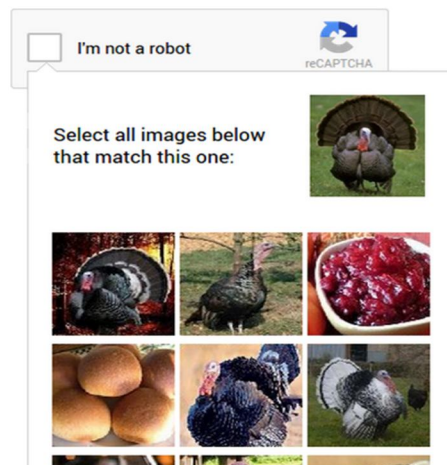 I'm not a robot
reCAPTCHA
Select all images below
that match this one: